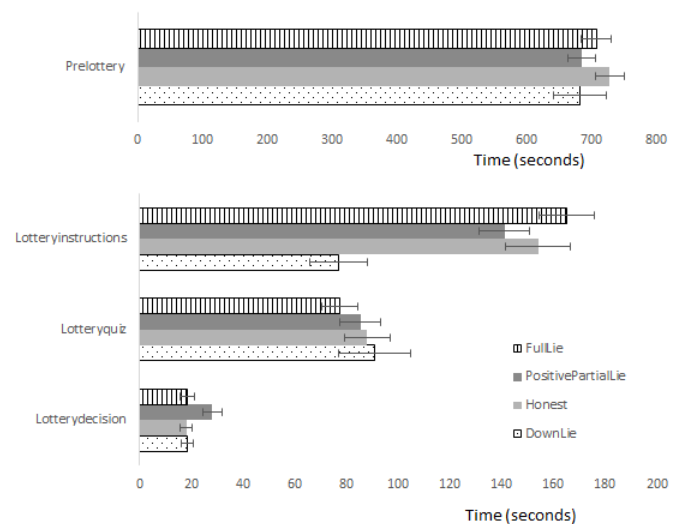 Prelottery
0 100 200 300 400 500 600 700 800
Time (seconds)
Lotteryinstructions
Lotteryquiz
Lotterydecision
FullLie
PositivePartialLie
Honest
DownLie
0 20 40 60 80 100 120 140 160 180 200
Time (seconds)